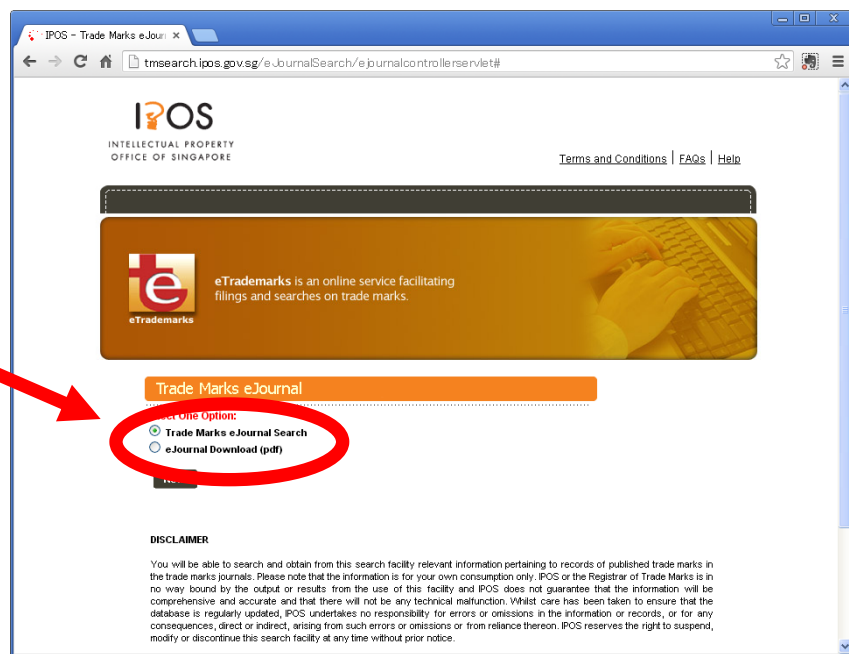 IPOS - Trade Marks eJour
tmsearch.ipos.gov.sg/eJournalSearch/ejournalcontrollerservlet#
IPOS
INTELLECTUAL PROPERTY
OFFICE OF SINGAPORE
Terms and Conditions | FAQs | Help
te
eTrademarks
eTrademarks is an online service facilitating
filings and searches on trade marks.
Trade Marks eJournal
One Option:
Trade Marks eJournal Search
eJournal Download (pdf)
DISCLAIMER
You will be able to search and obtain from this search facility relevant information pertaining to records of published trade marks in
the trade marks journals. Please note that the information is for your own consumption only. IPOS or the Registrar of Trade Marks is in
no way bound by the output or results from the use of this facility and IPOS does not guarantee that the information will be
comprehensive and accurate and that there will not be any technical malfunction. Whilst care has been taken to ensure that the
database is regularly updated, IPOS undertakes no responsibility for errors or omissions in the information or records, or for any
consequences, direct or indirect, arising from such errors or omissions or from reliance thereon. IPOS reserves the right to suspend,
modify or discontinue this search facility at any time without prior notice.